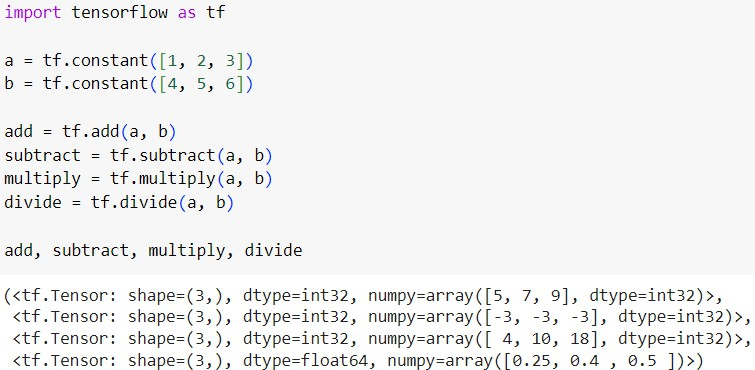 import tensorflow as tf
a = tf.constant([1, 2, 3])
b = tf.constant([4, 5, 6])
add = tf.add(a, b)
subtract = tf.subtract(a, b)
multiply = tf.multiply(a, b)
divide = tf.divide(a, b)
add, subtract, multiply, divide
(<tf.Tensor: shape=(3,), dtype=int32, numpy=array([5, 7, 9], dtype=int32)>,
 <tf.Tensor: shape=(3,), dtype=int32, numpy=array([-3, -3, -3], dtype=int32)>,
 <tf.Tensor: shape=(3,), dtype=int32, numpy=array([ 4, 10, 18], dtype=int32)>,
 <tf.Tensor: shape=(3,), dtype=float64, numpy=array([0.25, 0.4 , 0.5 ])>)